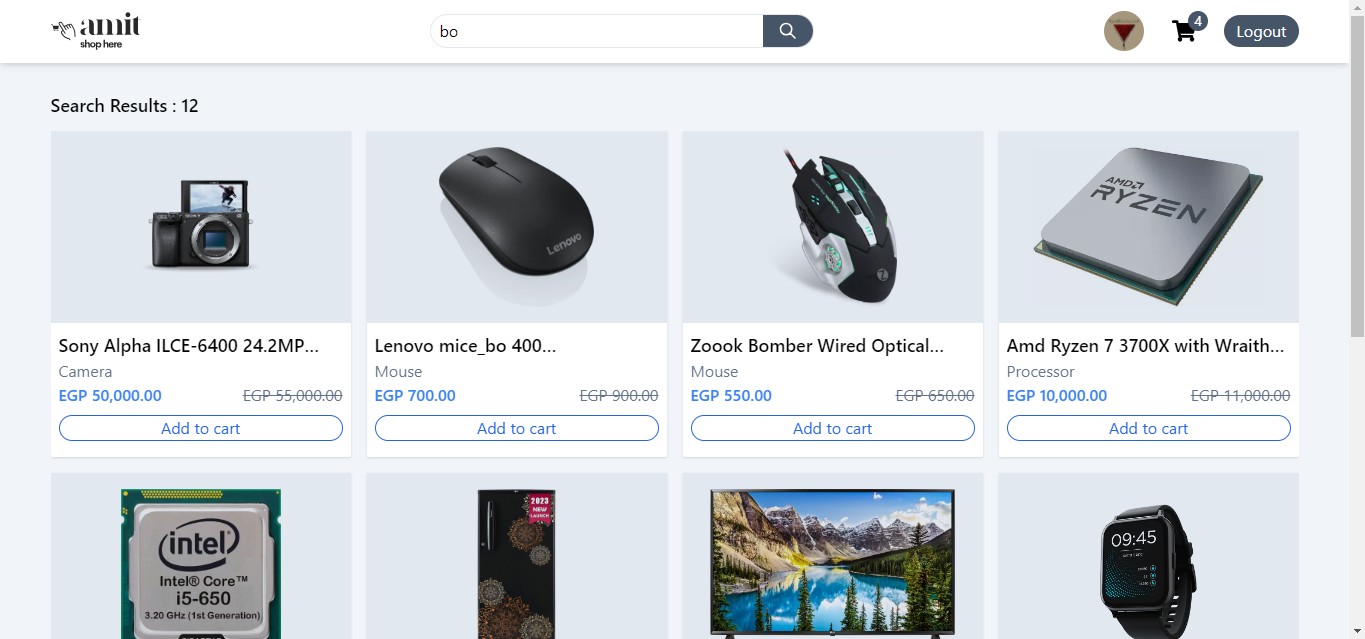 amit
shop here
bo
4
Logout
Search Results : 12
Lenovo
AMD
RYZEN
Sony Alpha ILCE-6400 24.2MP...
Camera
EGP 50,000.00 EGP 55,000.00
Add to cart
Lenovo mice_bo 400...
Mouse
EGP 700.00 EGP 900.00
Add to cart
Zoook Bomber Wired Optical...
Mouse
EGP 550.00 EGP 650.00
Add to cart
Amd Ryzen 7 3700X with Wraith...
Processor
EGP 10,000.00 EGP 11,000.00
Add to cart
intel
Intel® Core™
i5-650
3.20 GHz (1st Generation)
2023
NEW
LAUNCH
09:45